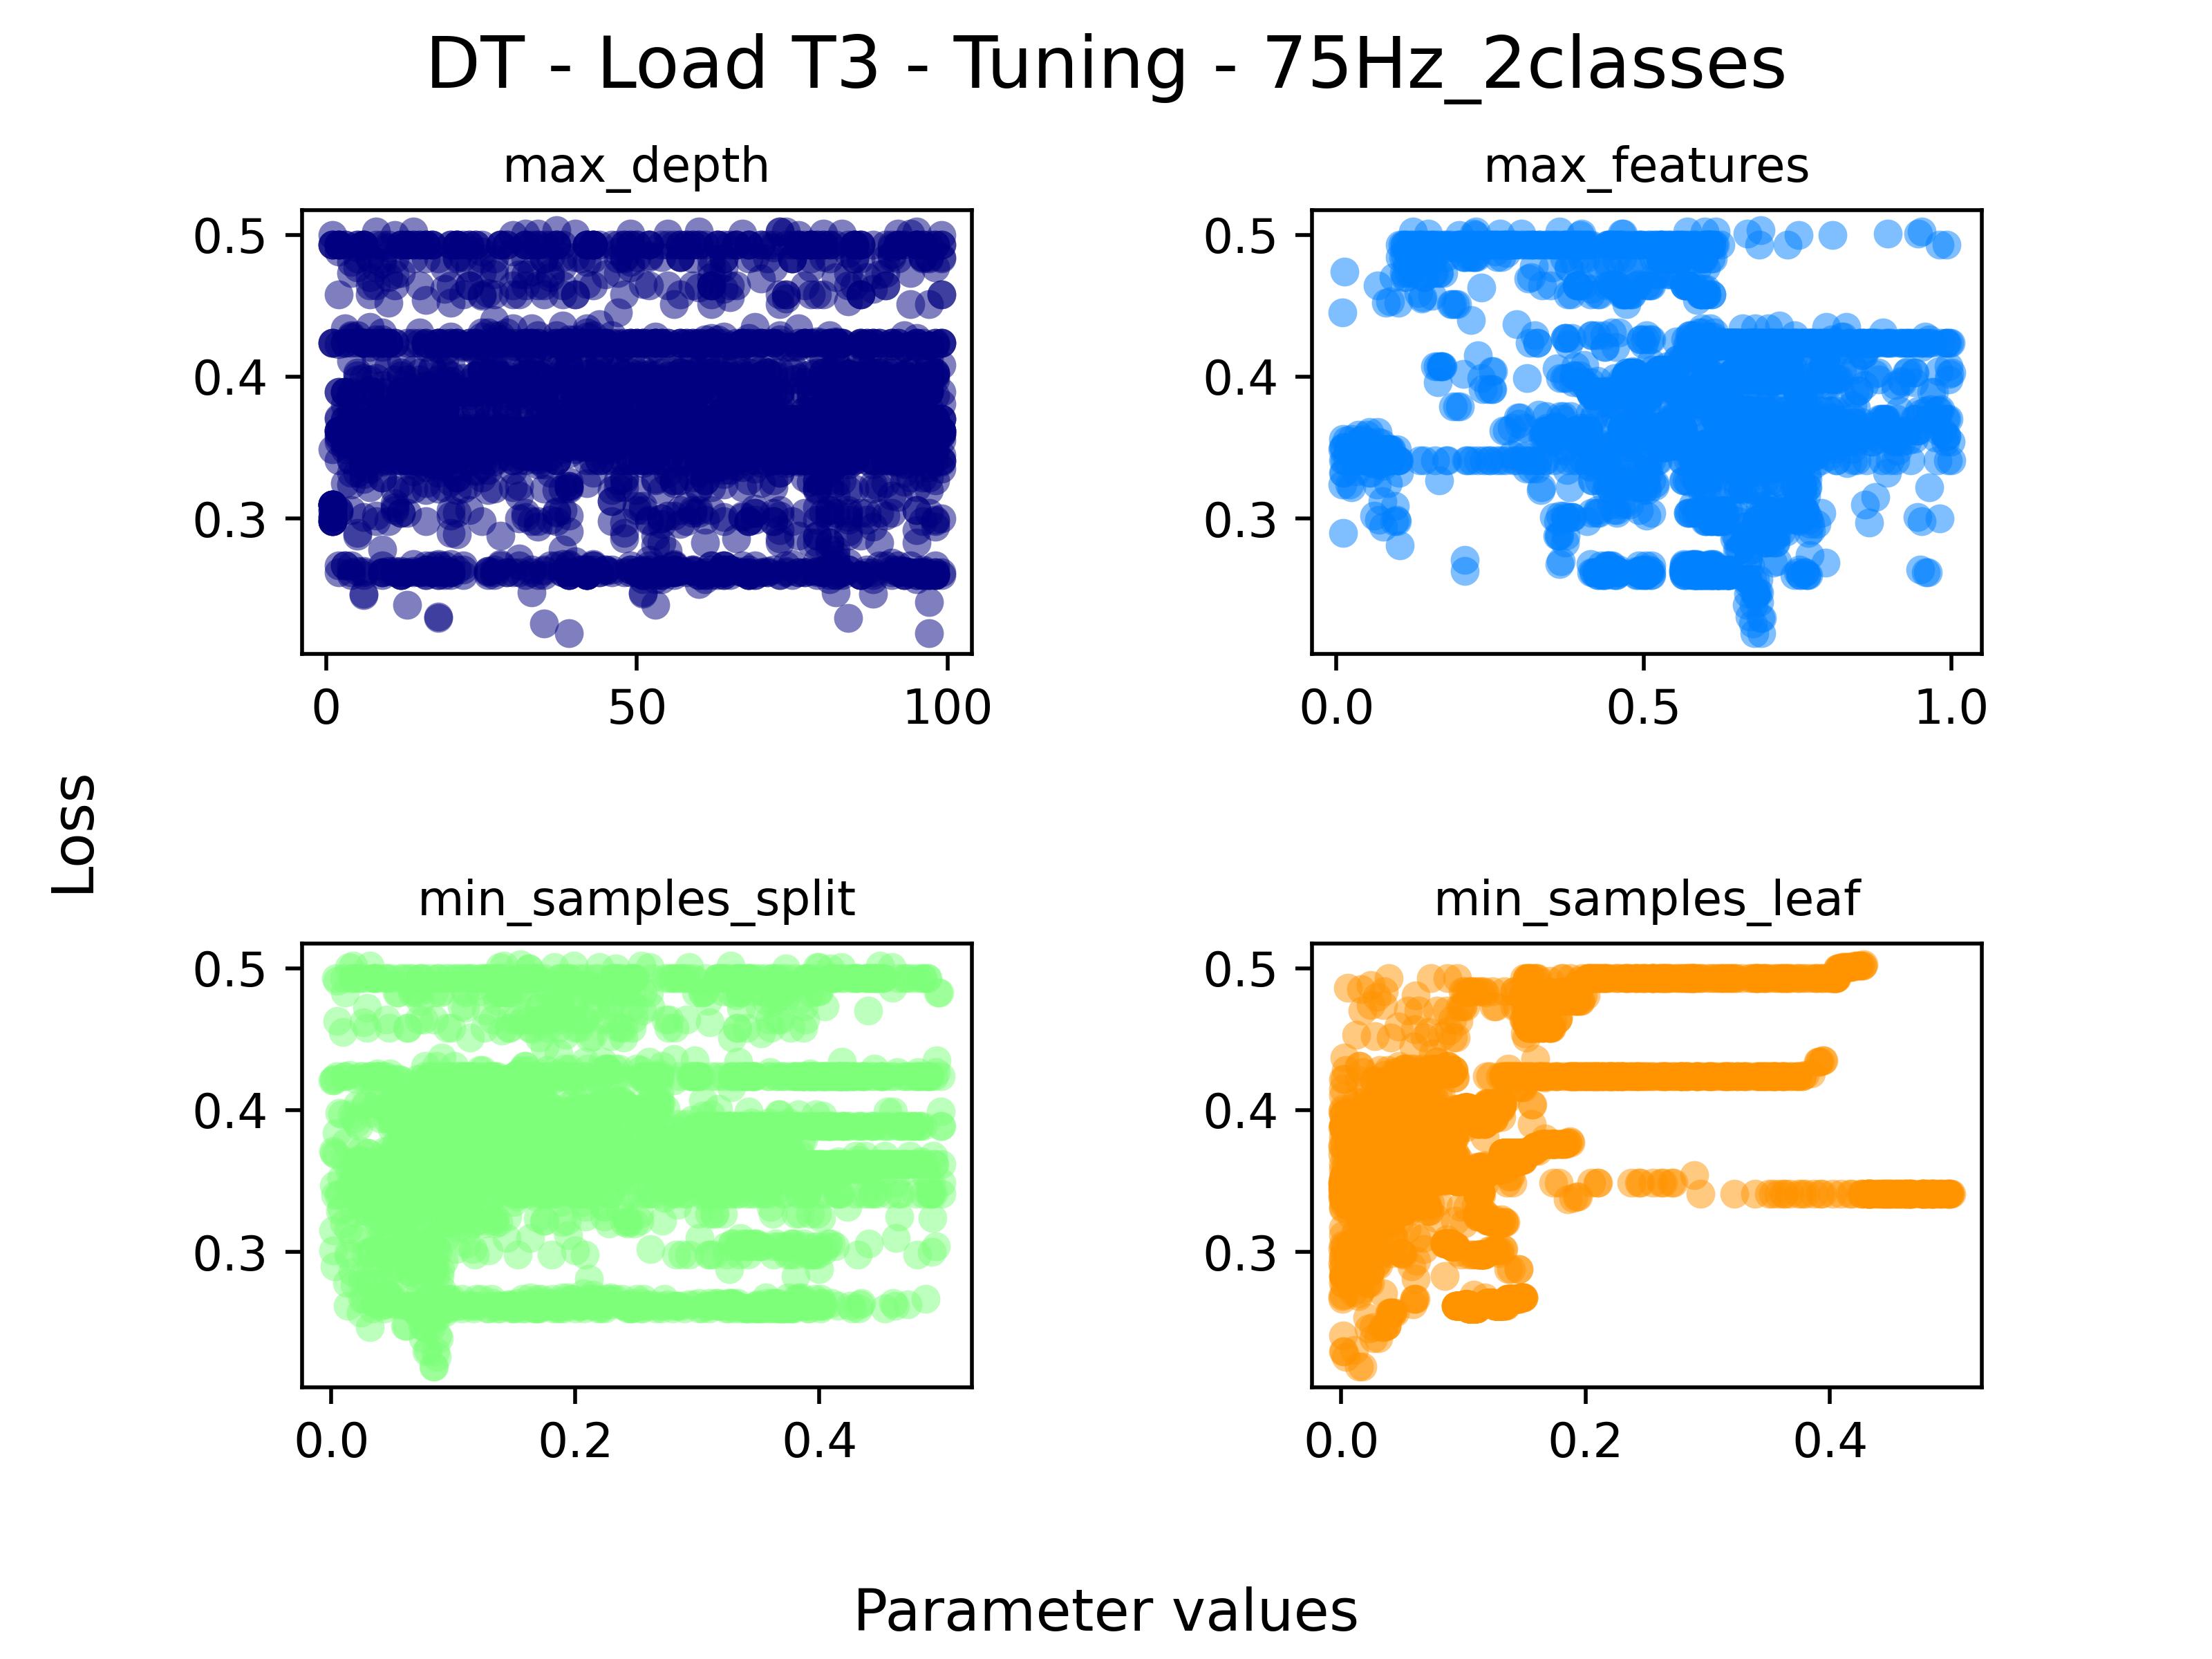 DT - Load T3 - Tuning - 75Hz_2classes
max_depth
max_features
0.5
0.4
0.3
0 50 100
0.5
0.4
0.3
0.0 0.5 1.0
Loss
min_samples_split
min_samples_leaf
0.5
0.4
0.3
0.0 0.2 0.4
0.5
0.4
0.3
0.0 0.2 0.4
Parameter values